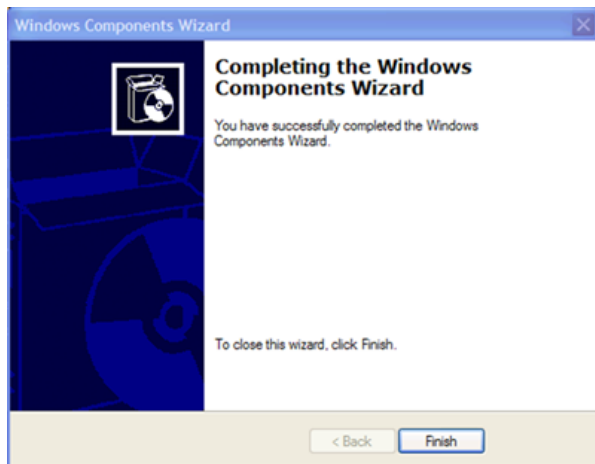 Windows Components Wizard
Completing the Windows
Components Wizard
You have successfully completed the Windows
Components Wizard.
To close this wizard, click Finish.
< Back
Finish